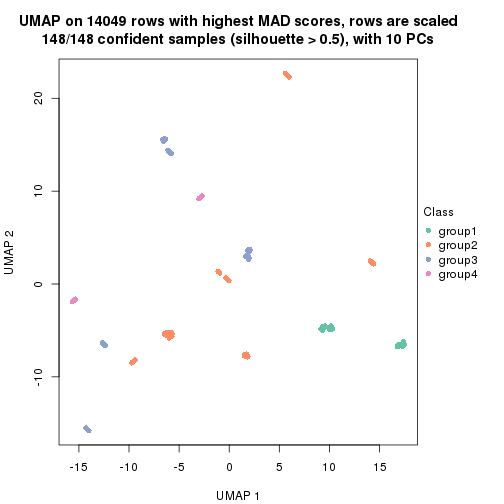 UMAP on 14049 rows with highest MAD scores, rows are scaled
148/148 confident samples (silhouette > 0.5), with 10 PCs
20
10
0
-10
UMAP 2
-15
-10
-5
0
5
10
15
UMAP 1
Class
group1
group2
group3
group4